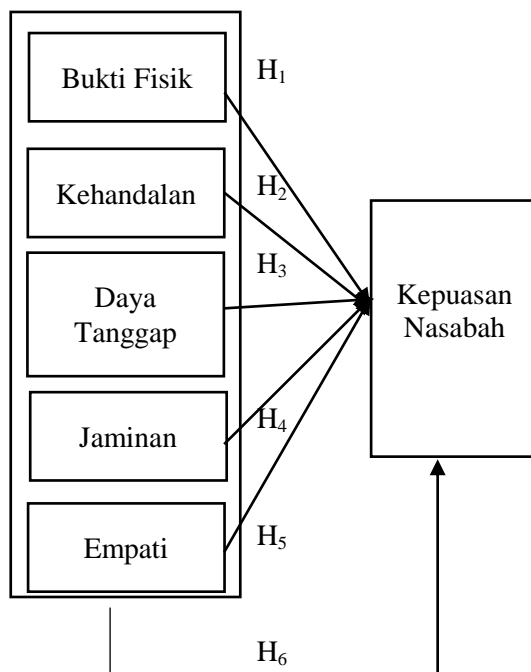 Bukti Fisik
H₁
Kehandalan
H₂
H₃
Daya
Tanggap
Kepuasan
Nasabah
Jaminan
H₄
Empati
H₅
H₆